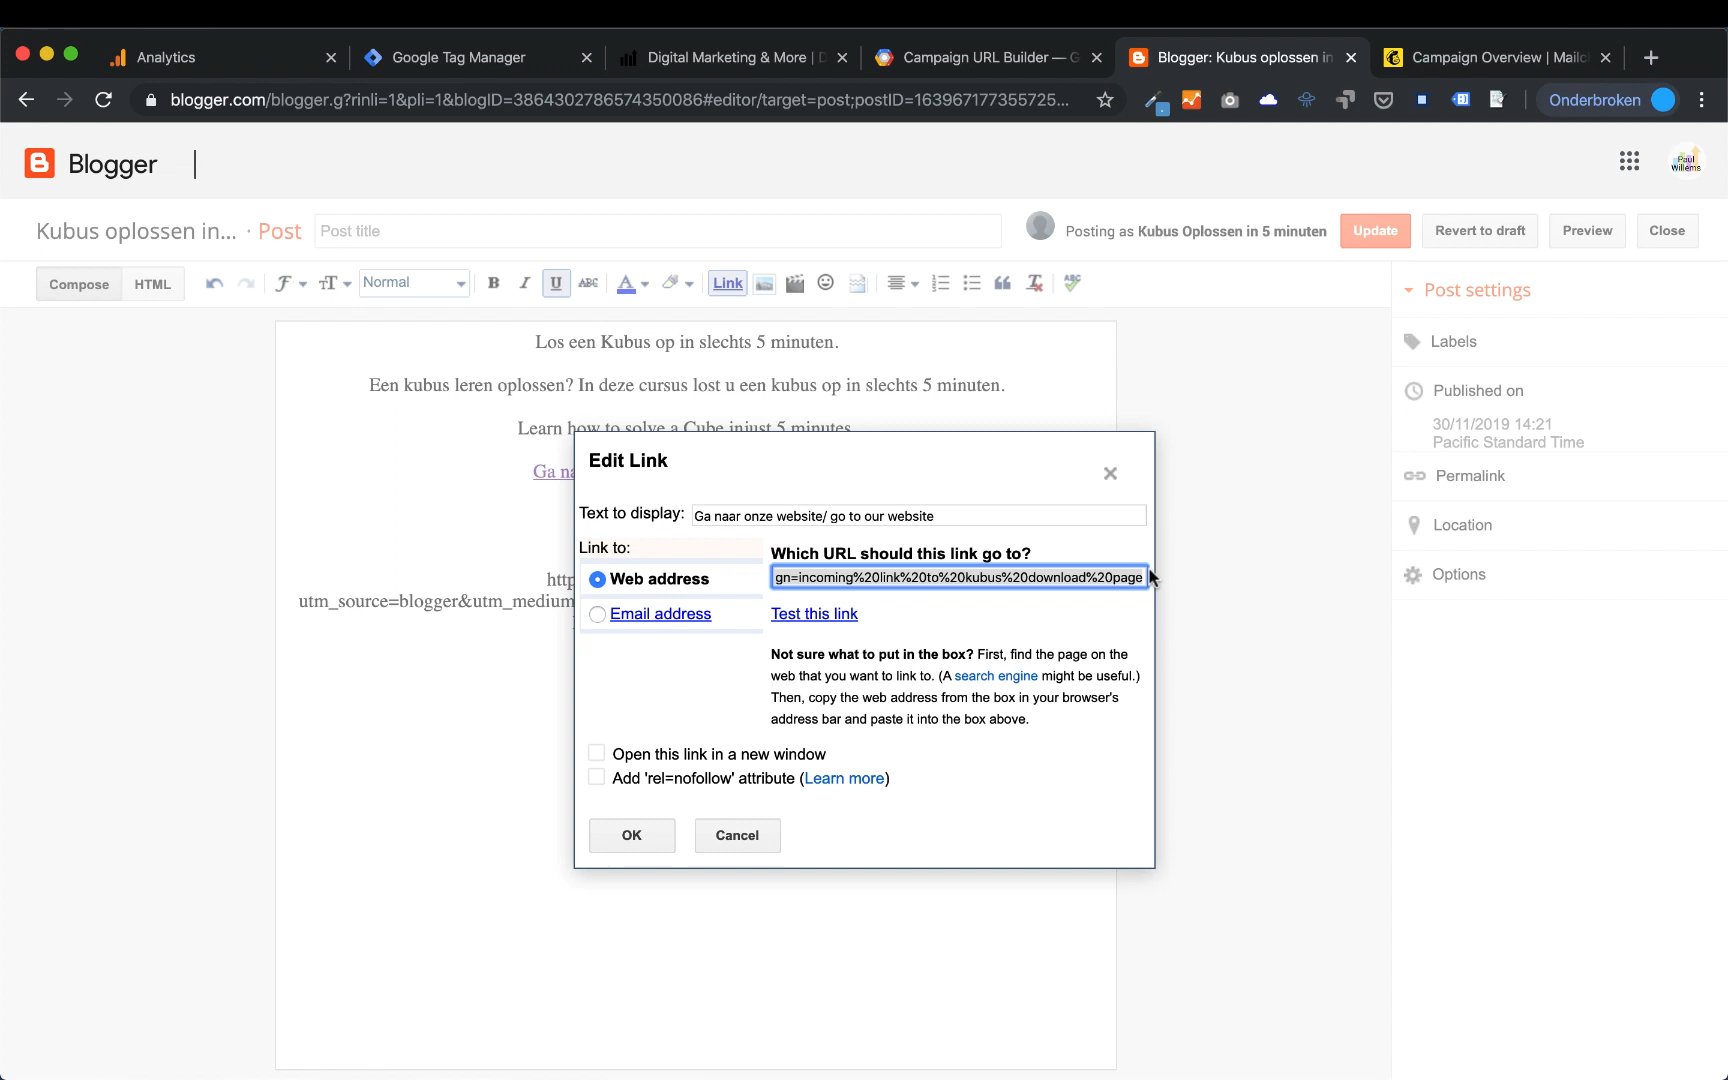 Analytics
Google Tag Manager
Digital Marketing & More |
Campaign URL Builder — G
Blogger: Kubus oplossen in
Campaign Overview | Mailc
blogger.com/blogger.g?rinli=1&pli=1&blogID=3864302786574350086#editor/target=post;postID=163967177355725...
Onderbroken
Blogger
Paul Willems
Kubus oplossen in... · Post
Post title
Posting as Kubus Oplossen in 5 minuten
Update
Revert to draft
Preview
Close
Compose
HTML
Normal
Link
ABC
Post settings
Labels
Published on
30/11/2019 14:21
Pacific Standard Time
Permalink
Location
Options
Los een Kubus op in slechts 5 minuten.
Een kubus leren oplossen? In deze cursus lost u een kubus op in slechts 5 minuten.
Learn how to solve a Cube injust 5 minutes
Ga na
http
utm_source=blogger&utm_medium
Edit Link
Text to display: Ga naar onze website/ go to our website
Link to:
Web address
Email address
Which URL should this link go to?
gn=incoming%20link%20to%20kubus%20download%20page
Test this link
Not sure what to put in the box? First, find the page on the
web that you want to link to. (A search engine might be useful.)
Then, copy the web address from the box in your browser's
address bar and paste it into the box above.
Open this link in a new window
Add 'rel=nofollow' attribute (Learn more)
OK
Cancel